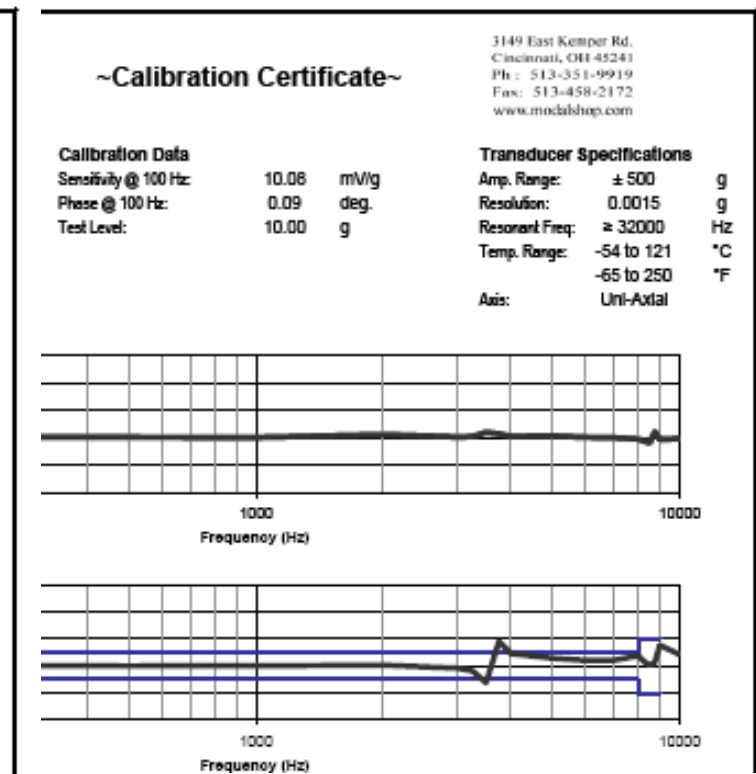 3149 East Kemper Rd.
Cincinnati, OH 45241
Ph : 513-351-9919
Fax: 513-458-2172
www.modalshop.com
~Calibration Certificate~
Calibration Data
Sensitivity @ 100 Hz: 10.08 mV/g
Phase @ 100 Hz: 0.09 deg.
Test Level: 10.00 g
Transducer Specifications
Amp. Range: ± 500 g
Resolution: 0.0015 g
Resonant Freq: ≥ 32000 Hz
Temp. Range: -54 to 121 °C
-65 to 250 °F
Axis: Uni-Axial
1000 10000
Frequency (Hz)
1000 10000
Frequency (Hz)